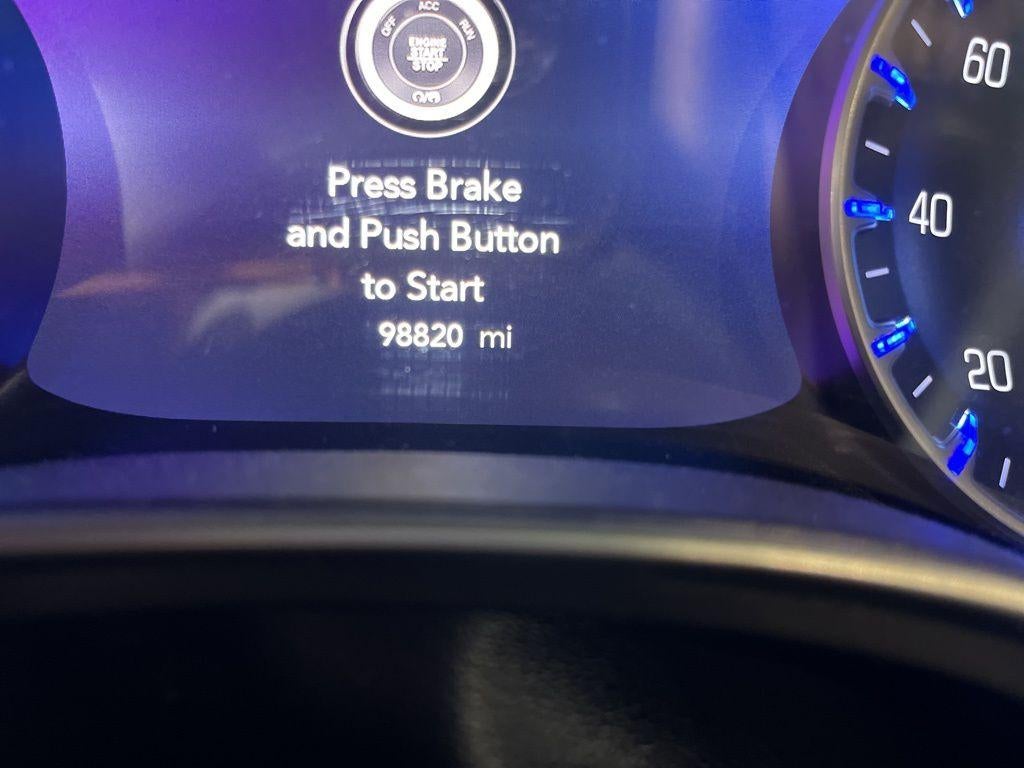 ACC
OFF
RUN
ENGINE
START
STOP
Press Brake
and Push Button
to Start
98820 mi
60
40
20